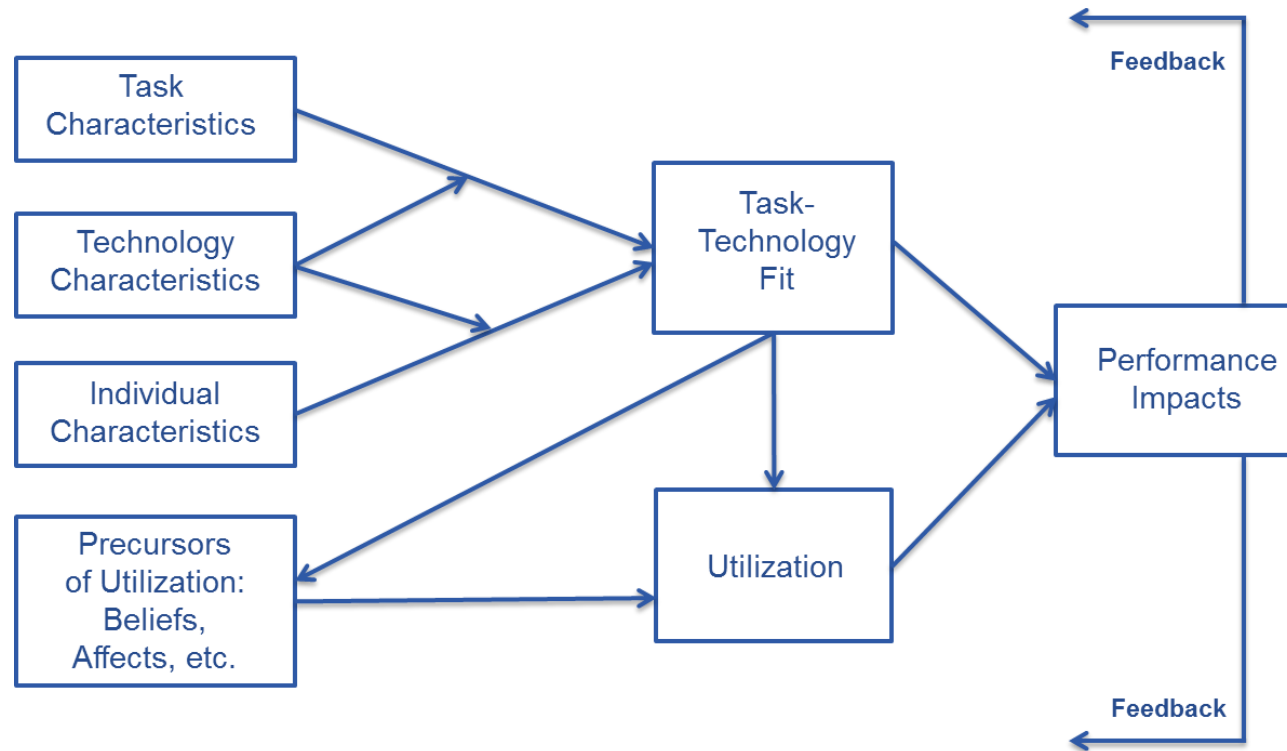 Feedback
Task
Characteristics
Technology
Characteristics
Individual
Characteristics
Precursors
of Utilization:
Beliefs,
Affects, etc.
Task-
Technology
Fit
Utilization
Performance
Impacts
Feedback